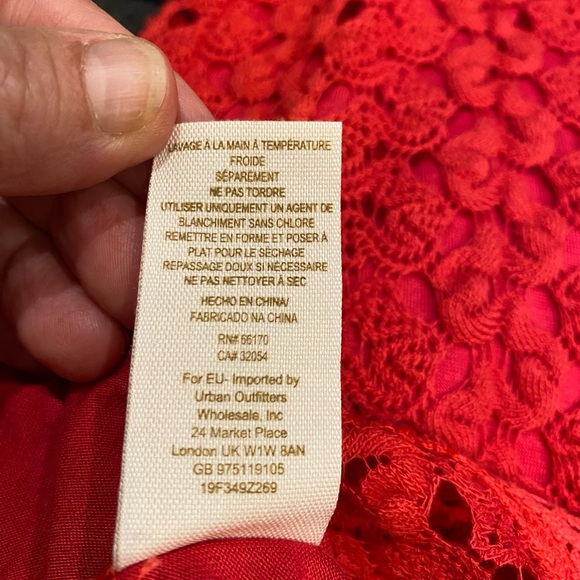 LAVAGE À LA MAIN À TEMPÉRATURE
FROIDE
SÉPARÉMENT
NE PAS TORDRE
UTILISER UNIQUEMENT UN AGENT DE
BLANCHIMENT SANS CHLORE
REMETTRE EN FORME ET POSER À
PLAT POUR LE SÉCHAGE
REPASSAGE DOUX SI NÉCESSAIRE
NE PAS NETTOYER À SEC
HECHO EN CHINA/
FABRICADO NA CHINA
RN# 66170
CA# 32054
For EU- Imported by
Urban Outfitters
Wholesale, Inc
24 Market Place
London UK W1W 8AN
GB 975119105
19F349Z269